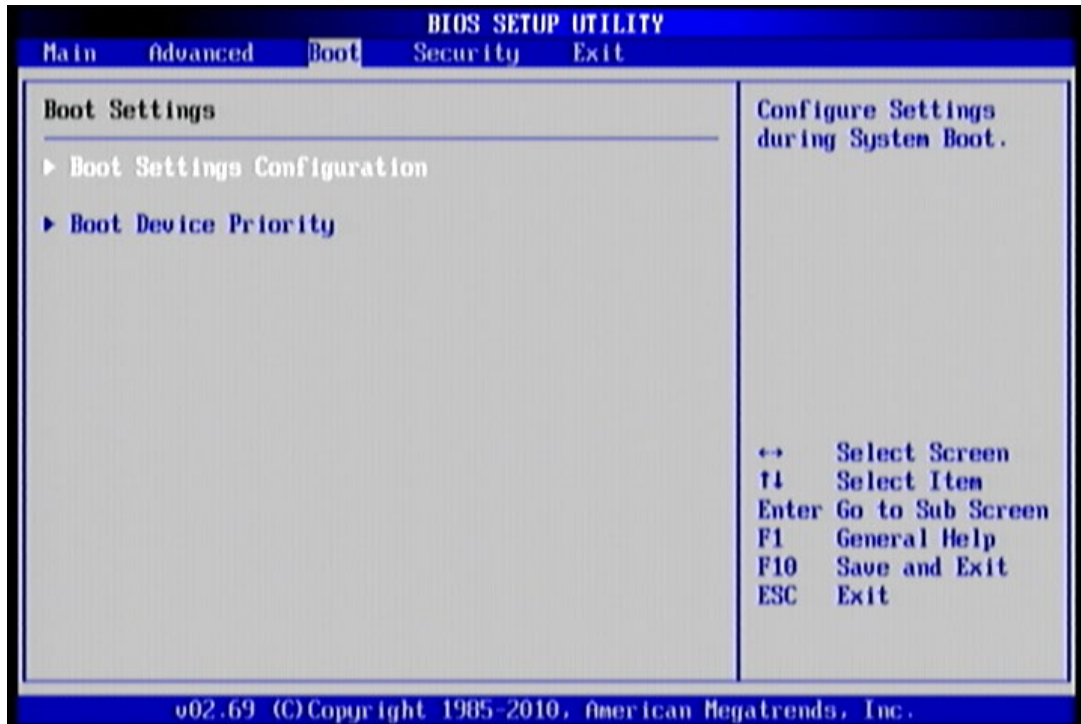 BIOS SETUP UTILITY
Main Advanced Boot Security Exit
Boot Settings
▶ Boot Settings Configuration
▶ Boot Device Priority
Configure Settings
during System Boot.
↔ Select Screen
↑↓ Select Item
Enter Go to Sub Screen
F1 General Help
F10 Save and Exit
ESC Exit
v02.69 (C)Copyright 1985-2010, American Megatrends, Inc.